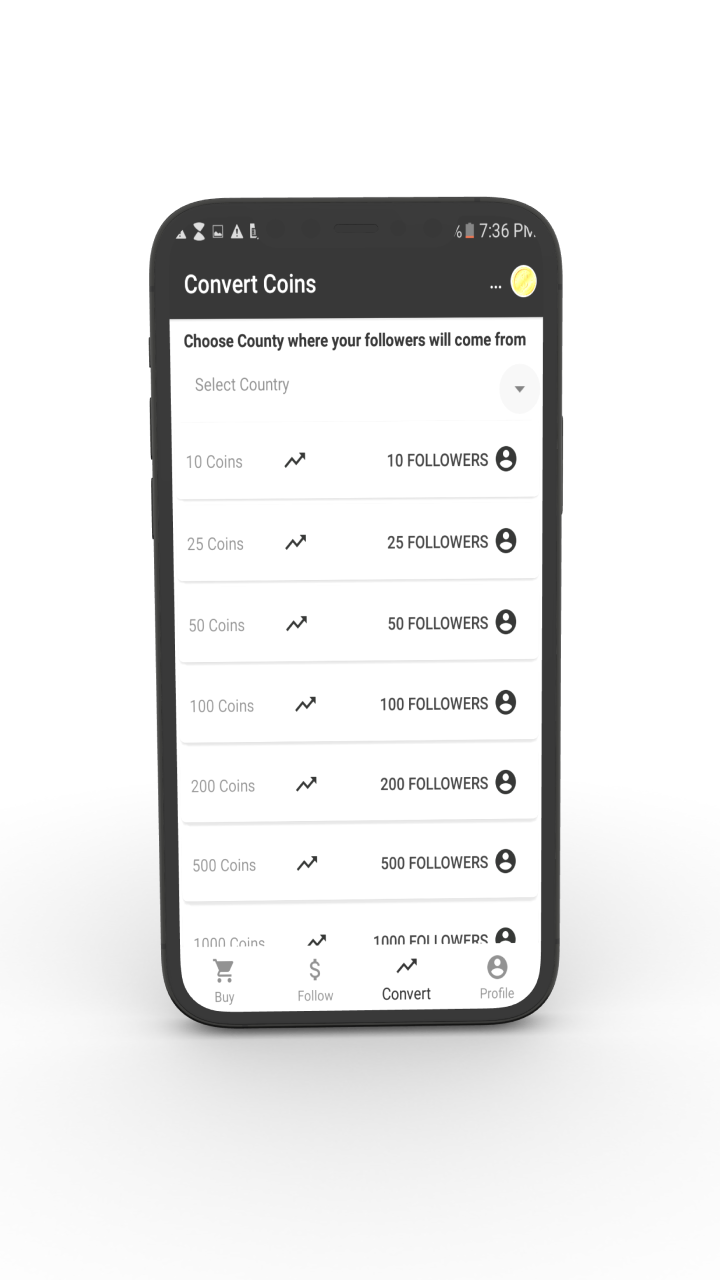 7:36 PM
Convert Coins
...
Choose County where your followers will come from
Select Country
10 Coins 10 FOLLOWERS
25 Coins 25 FOLLOWERS
50 Coins 50 FOLLOWERS
100 Coins 100 FOLLOWERS
200 Coins 200 FOLLOWERS
500 Coins 500 FOLLOWERS
1000 Coins 1000 FOLLOWERS
Buy
Follow
Convert
Profile